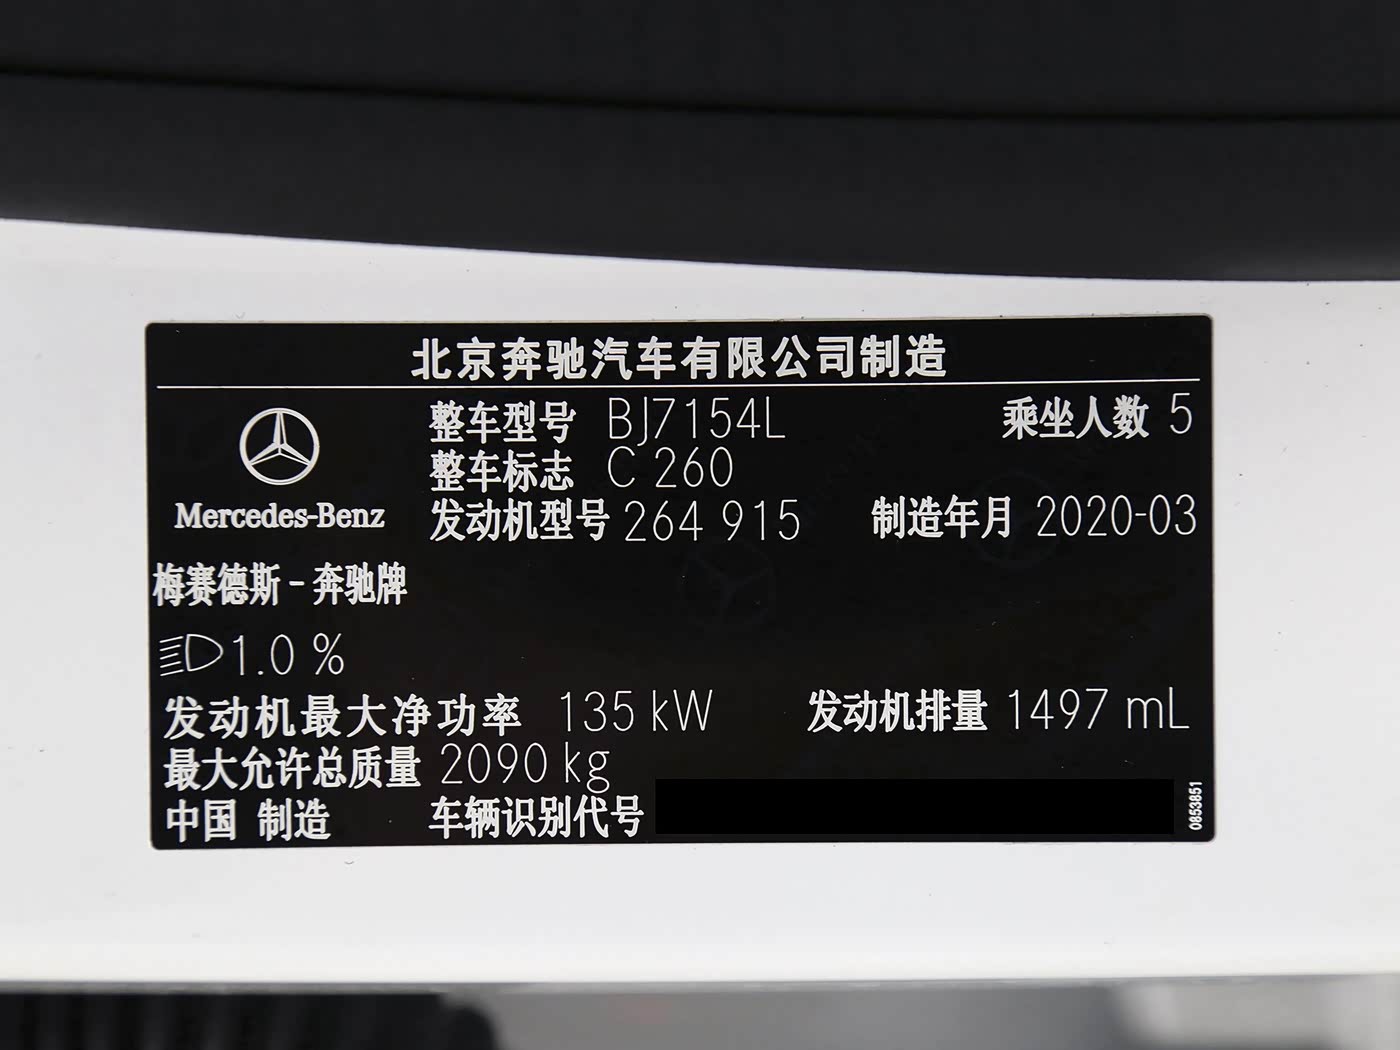 北京奔驰汽车有限公司制造
整车型号 BJ7154L 乘坐人数 5
整车标志 C 260
Mercedes-Benz
发动机型号 264 915 制造年月 2020-03
梅赛德斯-奔驰牌
1.0 %
发动机最大净功率 135 kW 发动机排量 1497 mL
最大允许总质量 2090 kg
中国 制造 车辆识别代号
0853851